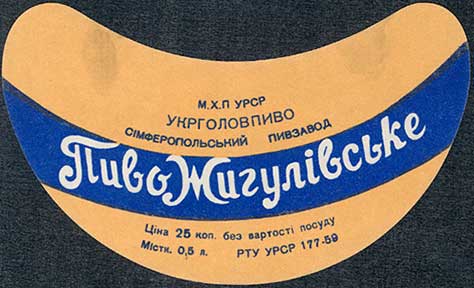 М.Х.П УРСР
УКРГОЛОВПИВО
СІМФЕРОПОЛЬСЬКИЙ ПИВЗАВОД
Пиво Жигулівське
Ціна 25 коп. без вартості посуду
Містк. 0,5 л. РТУ УРСР 177-59